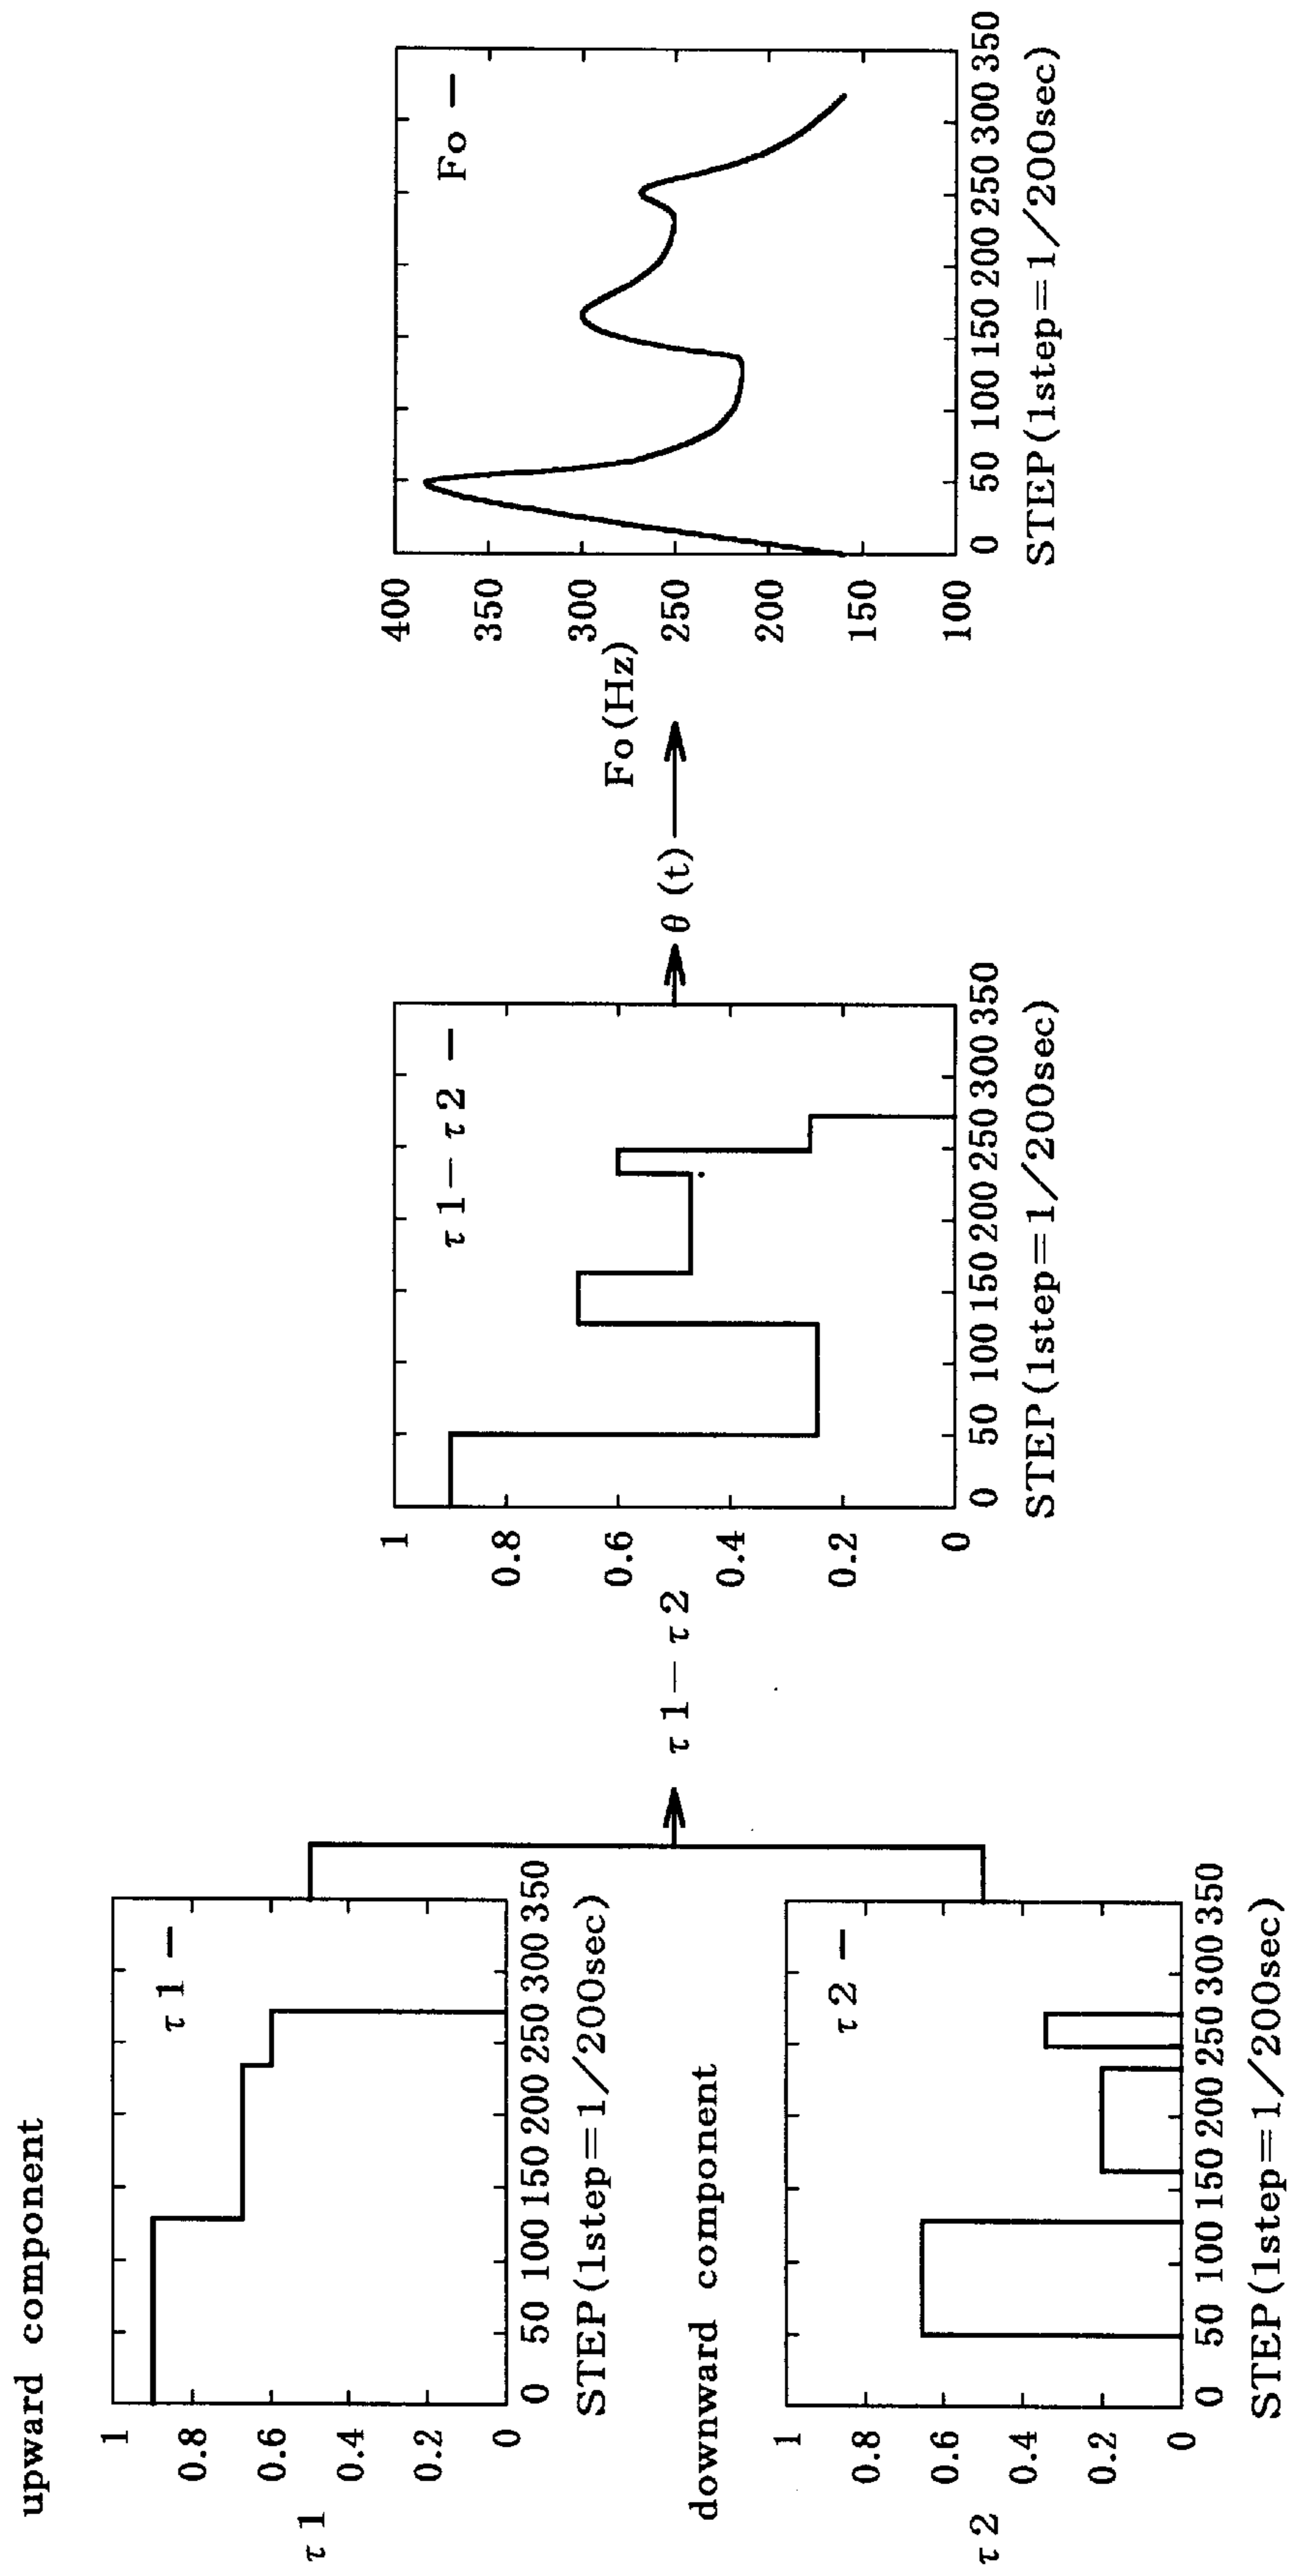 upward component
τ 1
1
0.8
0.6
0.4
0.2
0
τ 1 −
0 50 100 150 200 250 300 350
STEP(1step=1/200sec)
downward component
τ 2
1
0.8
0.6
0.4
0.2
0
τ 2 −
0 50 100 150 200 250 300 350
STEP(1step=1/200sec)
τ 1 − τ 2
1
0.8
0.6
0.4
0.2
0
τ 1 − τ 2 −
0 50 100 150 200 250 300 350
STEP(1step=1/200sec)
θ (t)
Fo(Hz)
400
350
300
250
200
150
100
Fo −
0 50 100 150 200 250 300 350
STEP(1step=1/200sec)